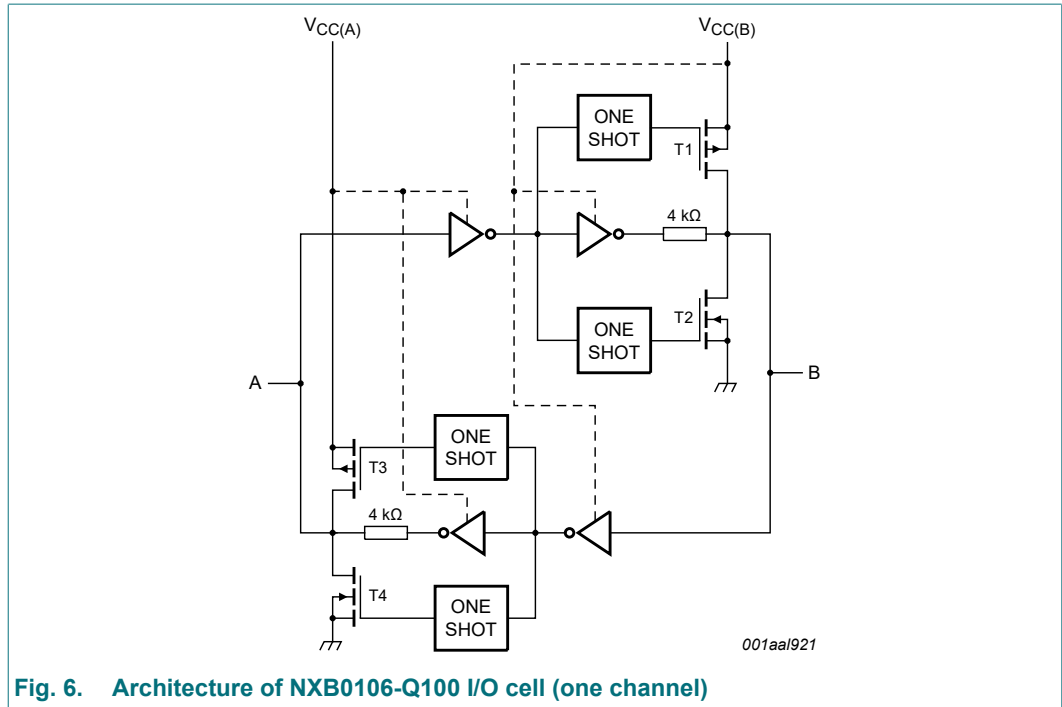 VCC(A)
VCC(B)
ONE
SHOT
T1
4 kΩ
ONE
SHOT
T2
A
B
ONE
SHOT
T3
4 kΩ
T4
ONE
SHOT
001aal921
Fig. 6. Architecture of NXB0106-Q100 I/O cell (one channel)